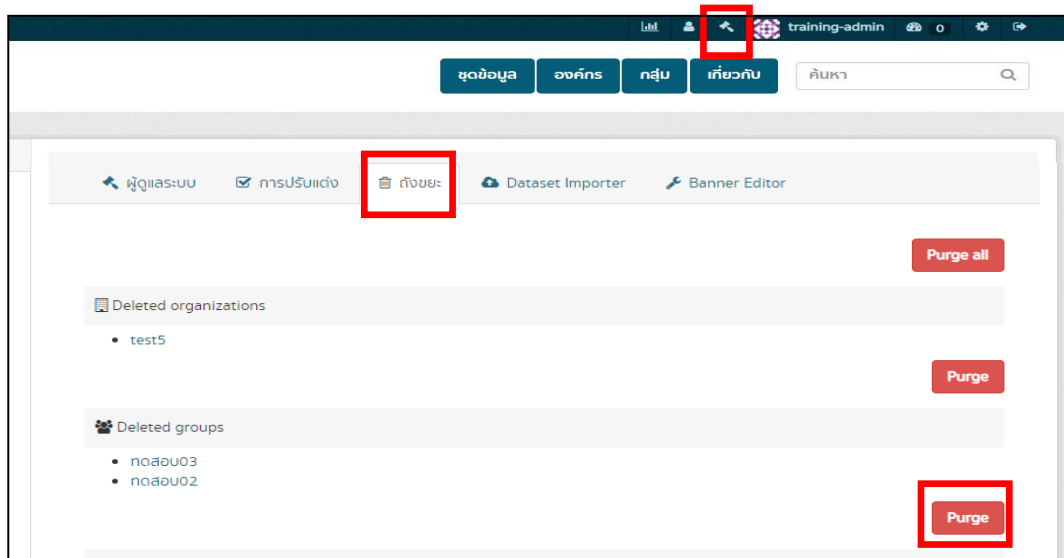 training-admin 0
ชุดข้อมูล องค์กร กลุ่ม เกี่ยวกับ ค้นหา
ผู้ดูแลระบบ การปรับแต่ง ถังขยะ Dataset Importer Banner Editor
Purge all
Deleted organizations
test5
Purge
Deleted groups
ทดสอบ03
ทดสอบ02
Purge